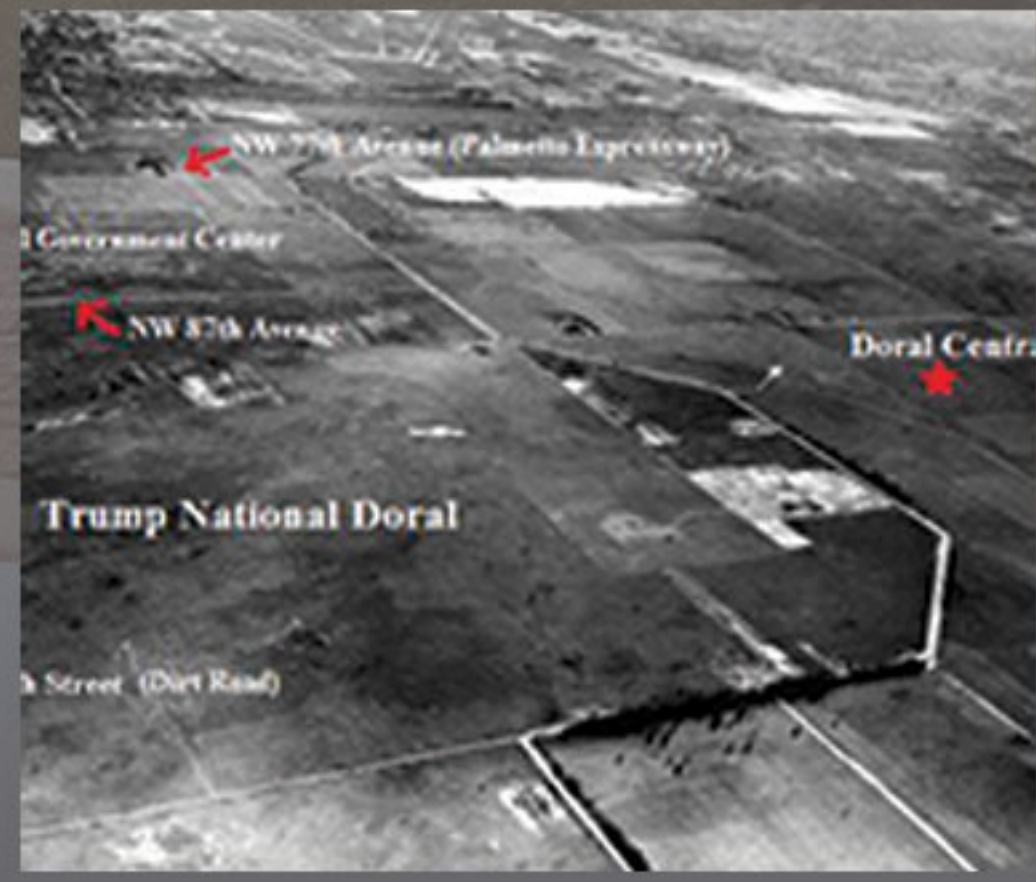 NW 77th Avenue (Palmetto Expressway)
l Government Center
NW 87th Avenue
Doral Centra
Trump National Doral
h Street (Dirt Road)